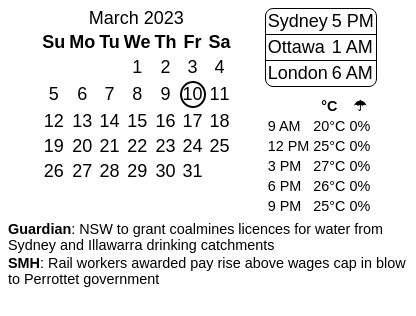 March 2023
Su Mo Tu We Th Fr Sa
1 2 3 4
5 6 7 8 9 10 11
12 13 14 15 16 17 18
19 20 21 22 23 24 25
26 27 28 29 30 31
Sydney 5 PM
Ottawa 1 AM
London 6 AM
°C ☂
9 AM 20°C 0%
12 PM 25°C 0%
3 PM 27°C 0%
6 PM 26°C 0%
9 PM 25°C 0%
Guardian: NSW to grant coalmines licences for water from
Sydney and Illawarra drinking catchments
SMH: Rail workers awarded pay rise above wages cap in blow
to Perrottet government